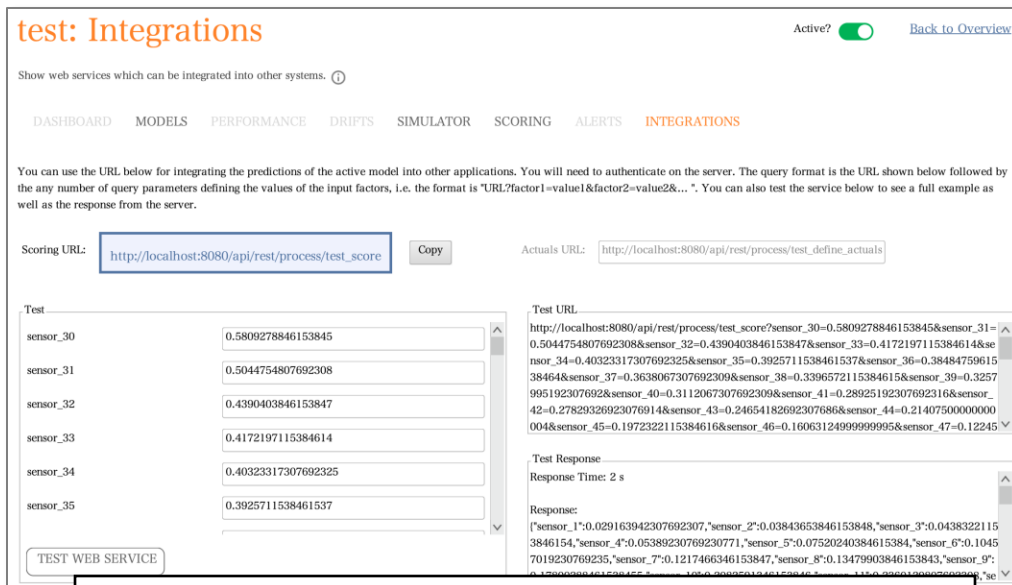 test: Integrations
Active?
Back to Overview
Show web services which can be integrated into other systems.
DASHBOARD MODELS PERFORMANCE DRIFTS SIMULATOR SCORING ALERTS INTEGRATIONS
You can use the URL below for integrating the predictions of the active model into other applications. You will need to authenticate on the server. The query format is the URL shown below followed by
the any number of query parameters defining the values of the input factors, i.e. the format is "URL?factor1=value1&factor2=value2&... ". You can also test the service below to see a full example as
well as the response from the server.
Scoring URL: http://localhost:8080/api/rest/process/test_score Copy Actuals URL: http://localhost:8080/api/rest/process/test_define_actuals
Test
sensor_30 0.5809278846153845
sensor_31 0.5044754807692308
sensor_32 0.4390403846153847
sensor_33 0.4172197115384614
sensor_34 0.40323317307692325
sensor_35 0.3925711538461537
TEST WEB SERVICE
Test URL
http://localhost:8080/api/rest/process/test_score?sensor_30=0.5809278846153845&sensor_31=
0.5044754807692308&sensor_32=0.4390403846153847&sensor_33=0.4172197115384614&se
nsor_34=0.40323317307692325&sensor_35=0.3925711538461537&sensor_36=0.38484759615
38464&sensor_37=0.3638067307692309&sensor_38=0.3396572115384615&sensor_39=0.3257
995192307692&sensor_40=0.3112067307692309&sensor_41=0.28925192307692316&sensor_
42=0.27829326923076914&sensor_43=0.24654182692307686&sensor_44=0.21407500000000
004&sensor_45=0.1972322115384616&sensor_46=0.16063124999999995&sensor_47=0.12245
Test Response
Response Time: 2 s
Response:
{"sensor_1":0.029163942307692307,"sensor_2":0.03843653846153848,"sensor_3":0.0438322115
3846154,"sensor_4":0.05389230769230771,"sensor_5":0.07520240384615384,"sensor_6":0.1045
7019230769235,"sensor_7":0.1217466346153847,"sensor_8":0.13479903846153843,"sensor_9":